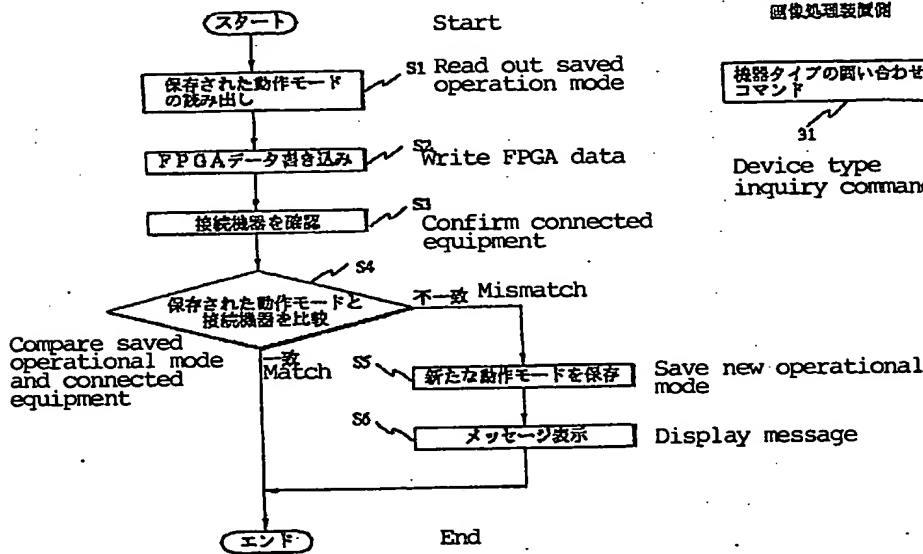 スタート
Start
画像処理装置側
保存された動作モード
の読み出し
S1 Read out saved
operation mode
機器タイプの問い合わせ
コマンド
31
Device type
inquiry comman
FPGAデータ書き込み
S2
Write FPGA data
接続機器を確認
S3
Confirm connected
equipment
S4
保存された動作モードと
接続機器を比較
不一致 Mismatch
Compare saved
operational mode
and connected
equipment
一致
Match
S5
新たな動作モードを保存
Save new operational
mode
S6
メッセージ表示
Display message
エンド
End